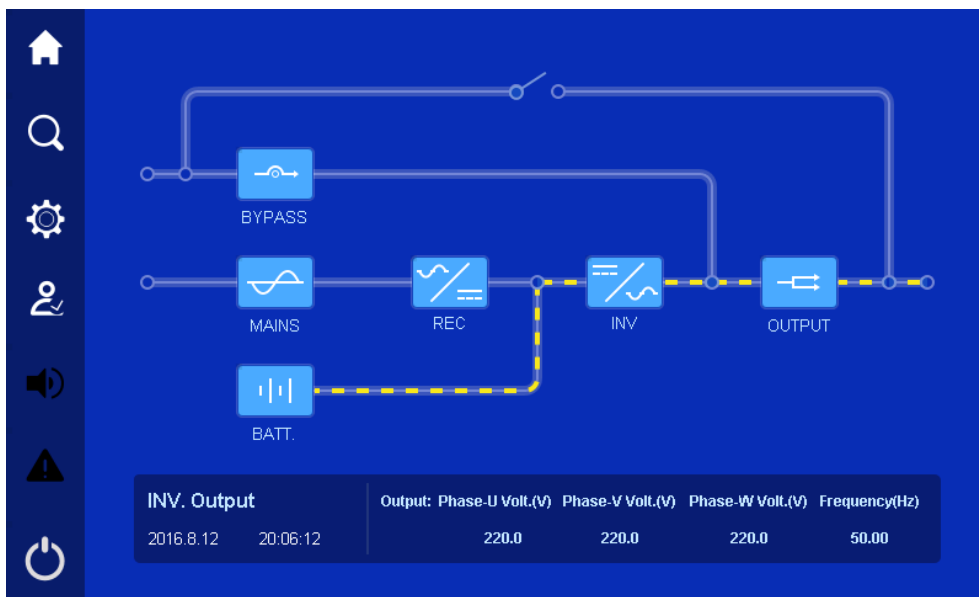 BYPASS
MAINS
REC
INV
OUTPUT
BATT.
INV. Output
2016.8.12 20:06:12
Output: Phase-U Volt.(V) Phase-V Volt.(V) Phase-W Volt.(V) Frequency(Hz)
220.0 220.0 220.0 50.00